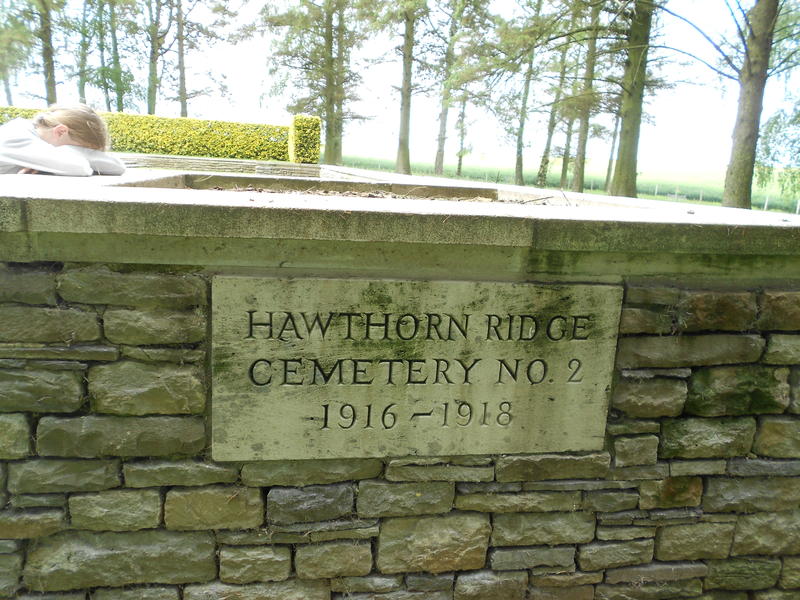 HAWTHORN RIDGE
CEMETERY NO. 2
1916 - 1918